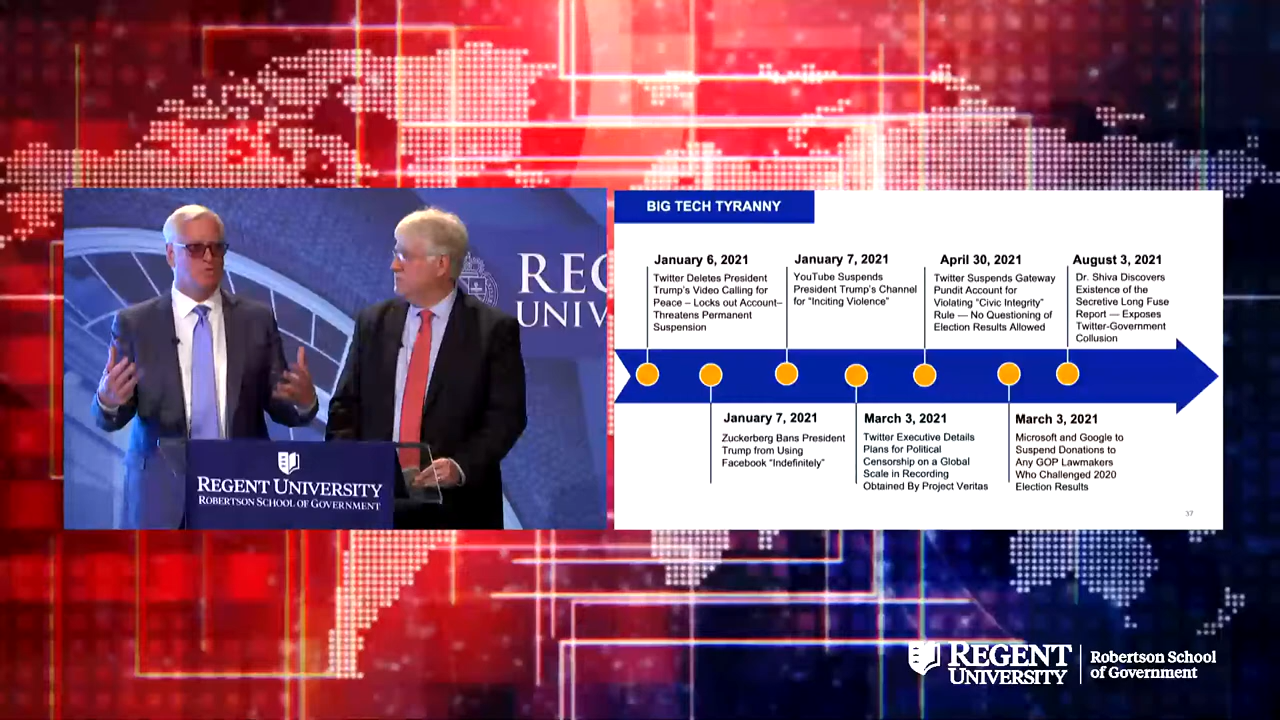 REG
UNIV
REGENT UNIVERSITY
ROBERTSON SCHOOL OF GOVERNMENT
BIG TECH TYRANNY
January 6, 2021
Twitter Deletes President
Trump's Video Calling for
Peace – Locks out Account–
Threatens Permanent
Suspension
January 7, 2021
YouTube Suspends
President Trump's Channel
for "Inciting Violence"
April 30, 2021
Twitter Suspends Gateway
Pundit Account for
Violating "Civic Integrity"
Rule — No Questioning of
Election Results Allowed
August 3, 2021
Dr. Shiva Discovers
Existence of the
Secretive Long Fuse
Report — Exposes
Twitter-Government
Collusion
January 7, 2021
Zuckerberg Bans President
Trump from Using
Facebook "Indefinitely"
March 3, 2021
Twitter Executive Details
Plans for Political
Censorship on a Global
Scale in Recording
Obtained By Project Veritas
March 3, 2021
Microsoft and Google to
Suspend Donations to
Any GOP Lawmakers
Who Challenged 2020
Election Results
37
REGENT
UNIVERSITY
Robertson School
of Government